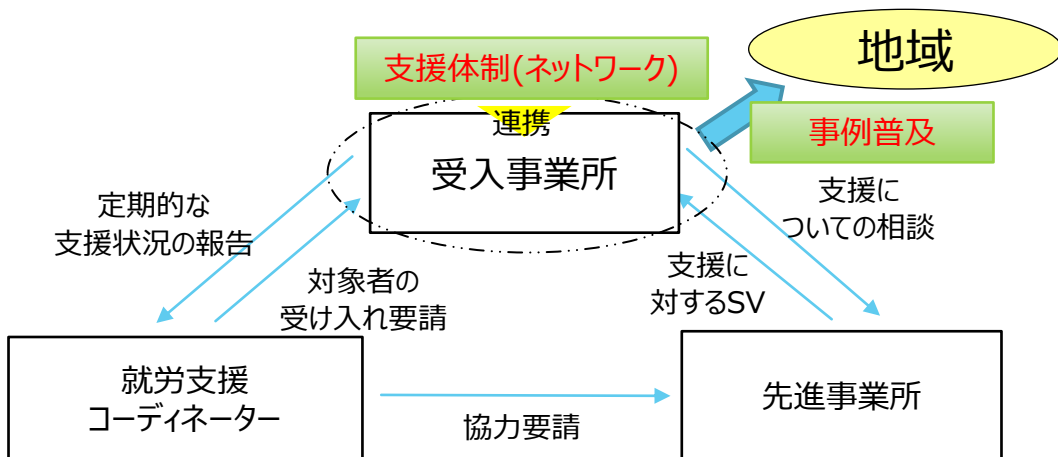 地域
支援体制(ネットワーク)
連携
事例普及
受入事業所
定期的な
支援状況の報告
支援に
ついての相談
対象者の
受け入れ要請
支援に
対するSV
就労支援
コーディネーター
協力要請
先進事業所